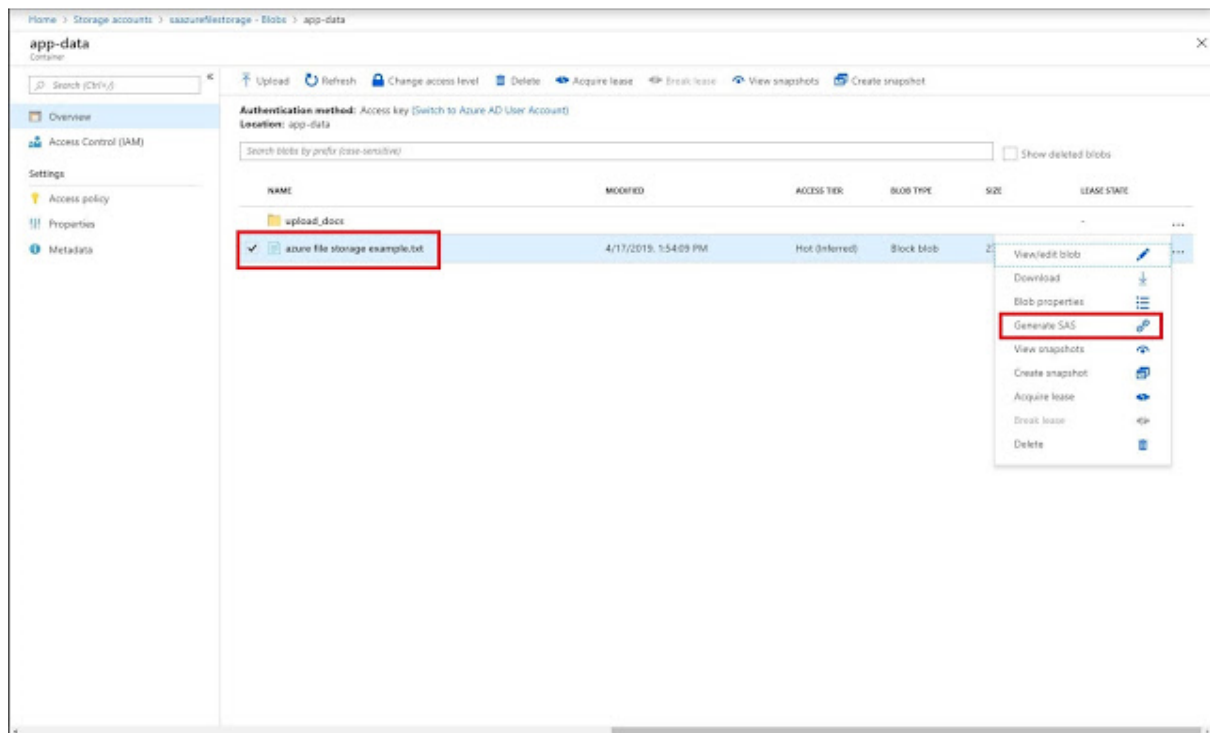 Home > Storage accounts > saazurefilestorage - Blobs > app-data
app-data
Container
Search (Ctrl+/)
Overview
Access Control (IAM)
Settings
Access policy
Properties
Metadata
Upload Refresh Change access level Delete Acquire lease Break lease View snapshots Create snapshot
Authentication method: Access key (Switch to Azure AD User Account)
Location: app-data
Search blobs by prefix (case-sensitive)
Show deleted blobs
NAME MODIFIED ACCESS TIER BLOB TYPE SIZE LEASE STATE
upload_docs - ...
azure file storage example.txt 4/17/2019, 1:54:09 PM Hot (Inferred) Block blob ...
View/edit blob
Download
Blob properties
Generate SAS
View snapshots
Create snapshot
Acquire lease
Break lease
Delete